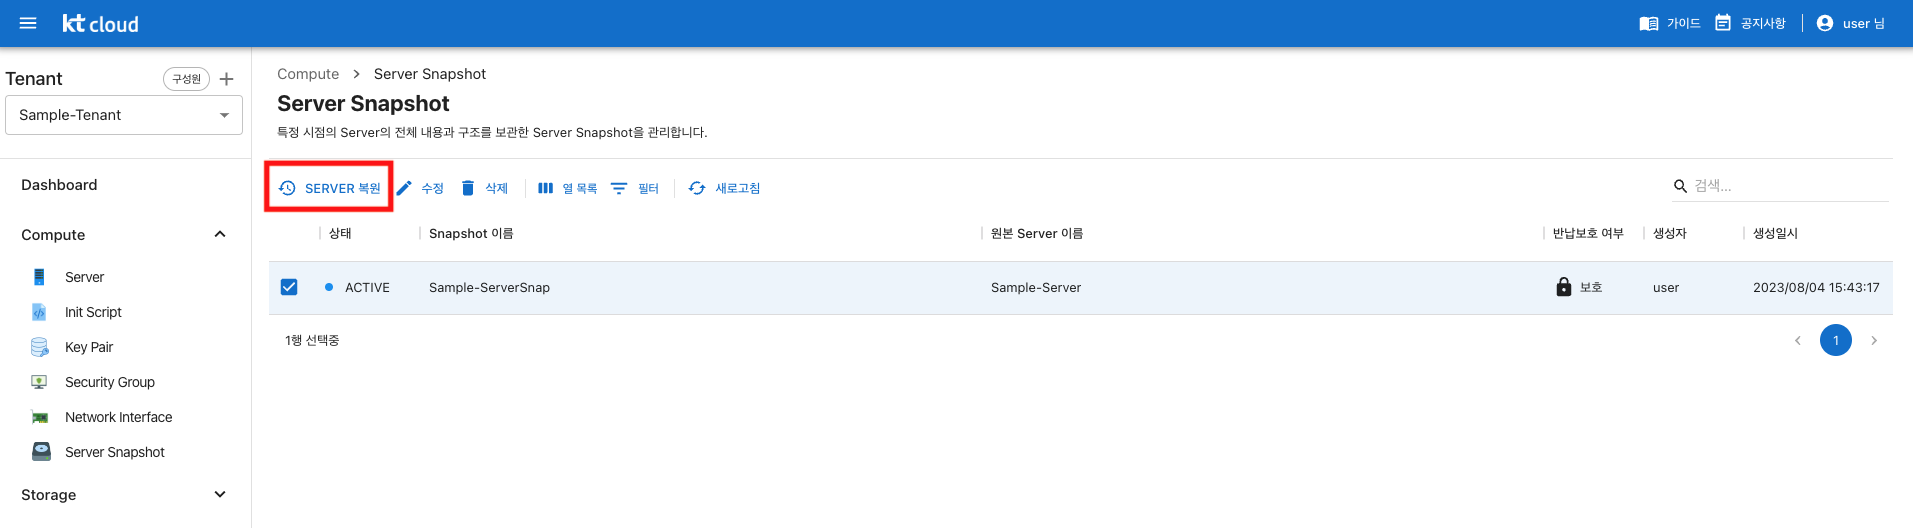 kt cloud
가이드 공지사항 user 님
Tenant 구성원
Sample-Tenant
Dashboard
Compute
Server
Init Script
Key Pair
Security Group
Network Interface
Server Snapshot
Storage
Compute > Server Snapshot
Server Snapshot
특정 시점의 Server의 전체 내용과 구조를 보관한 Server Snapshot을 관리합니다.
SERVER 복원 수정 삭제 열 목록 필터 새로고침 검색...
상태 Snapshot 이름 원본 Server 이름 반납보호 여부 생성자 생성일시
ACTIVE Sample-ServerSnap Sample-Server 보호 user 2023/08/04 15:43:17
1행 선택중 1